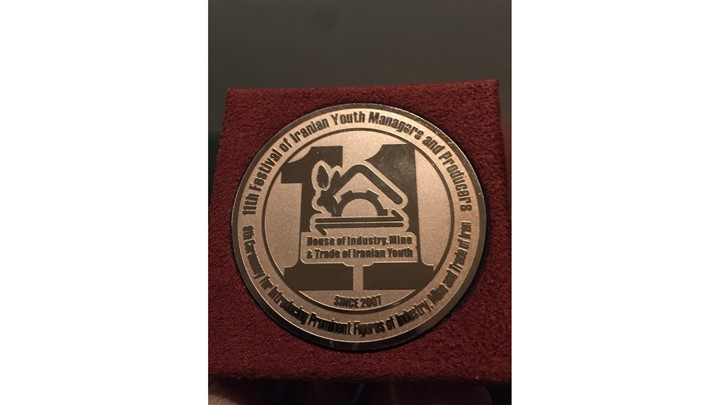 11th Festival of Iranian Youth Managers and Producers
11
House of Industry, Mine
& Trade of Iranian Youth
SINCE 2007
8th Ceremony for Introducing Prominent Figures of Industry, Mine and Trade of Iran